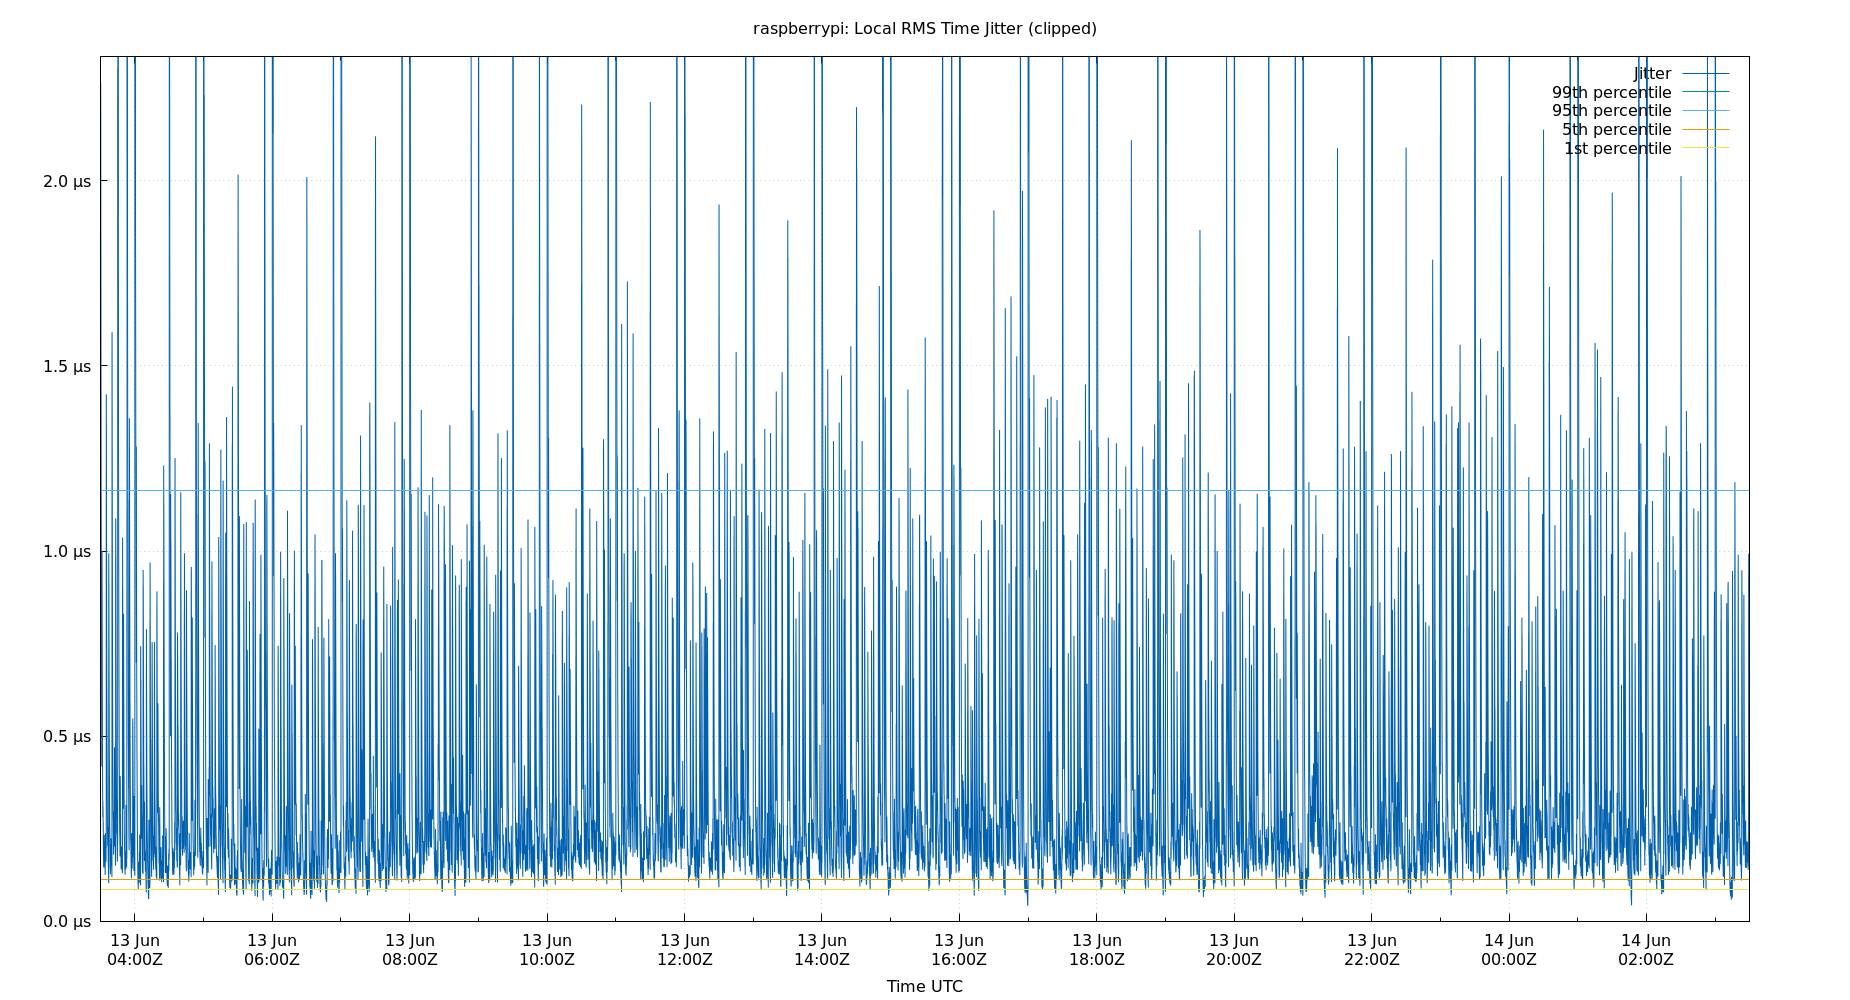 raspberrypi: Local RMS Time Jitter (clipped)
Jitter
99th percentile
95th percentile
5th percentile
1st percentile
2.0 µs
1.5 µs
1.0 µs
0.5 µs
0.0 µs
13 Jun 13 Jun 13 Jun 13 Jun 13 Jun 13 Jun 13 Jun 13 Jun 13 Jun 13 Jun 14 Jun 14 Jun
04:00Z 06:00Z 08:00Z 10:00Z 12:00Z 14:00Z 16:00Z 18:00Z 20:00Z 22:00Z 00:00Z 02:00Z
Time UTC